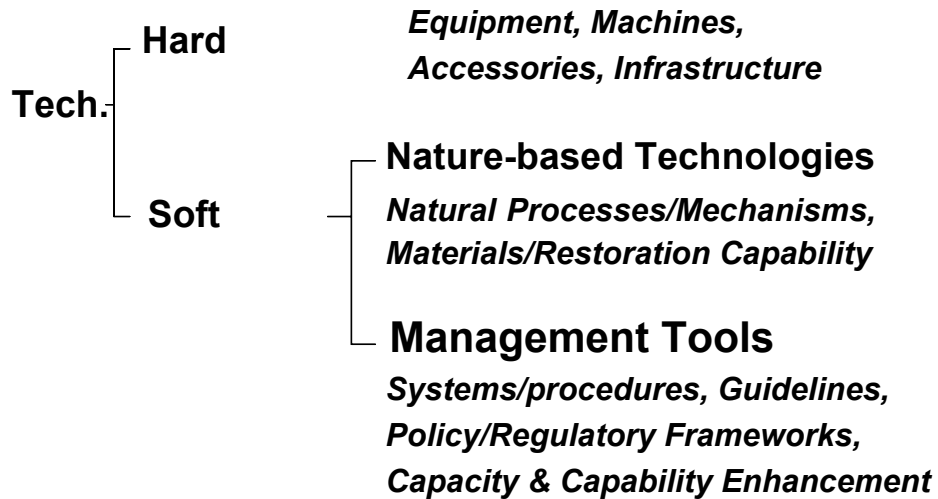 Hard
Equipment, Machines,
Accessories, Infrastructure
Tech.
Nature-based Technologies
Soft
Natural Processes/Mechanisms,
Materials/Restoration Capability
Management Tools
Systems/procedures, Guidelines,
Policy/Regulatory Frameworks,
Capacity & Capability Enhancement